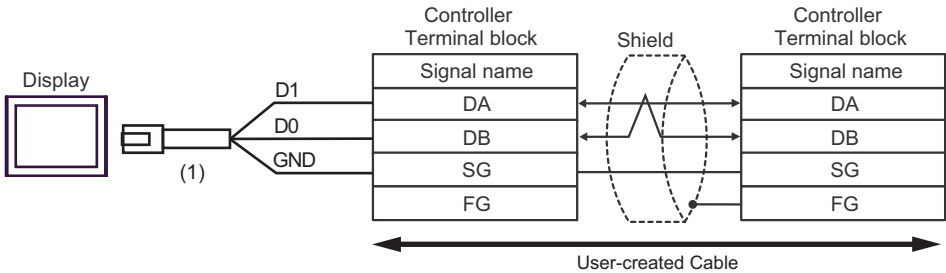 Display
(1)
D1
D0
GND
Controller
Terminal block
Signal name
DA
DB
SG
FG
Shield
Controller
Terminal block
Signal name
DA
DB
SG
FG
User-created Cable